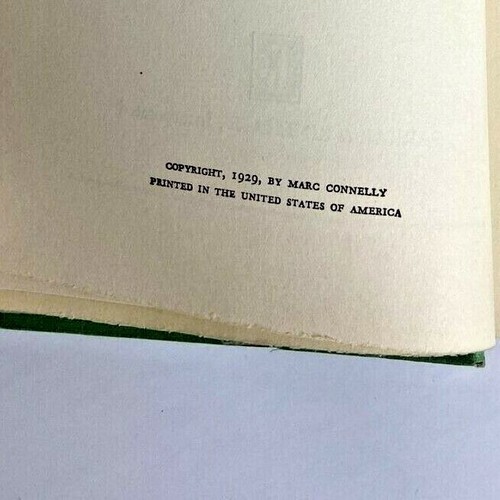 COPYRIGHT, 1929, BY MARC CONNELLY
PRINTED IN THE UNITED STATES OF AMERICA